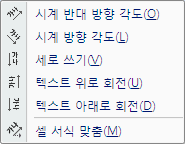 시계 반대 방향 각도(O)
시계 방향 각도(L)
세로 쓰기(V)
텍스트 위로 회전(U)
텍스트 아래로 회전(D)
셀 서식 맞춤(M)